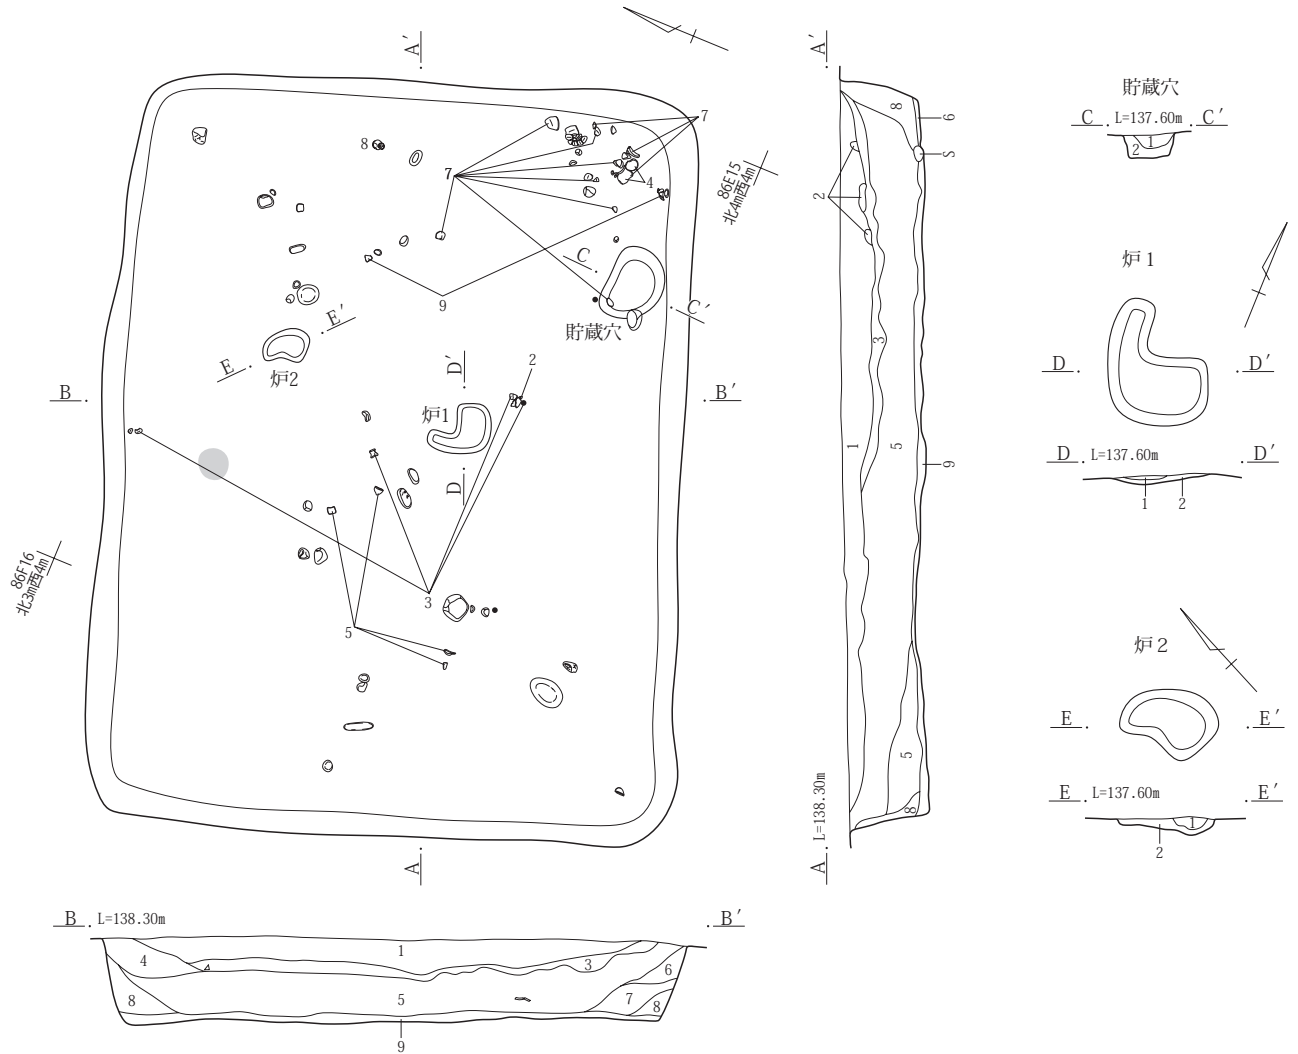 A′
7
8
7
4
86E15
北4m西4m
C
C′
貯蔵穴
9
E′
E
炉2
D′
2
炉1
B
B′
D
86F16
北3m西4m
3
5
A
A′
8
6
S
2
3
1
5
9
5
8
L=138.30m
A
貯蔵穴
C L=137.60m C′
1
2
炉1
D D′
D L=137.60m D′
1 2
炉2
E E′
E L=137.60m E′
1
2
B L=138.30m B′
1
4 3
6
8 5 7
8
9